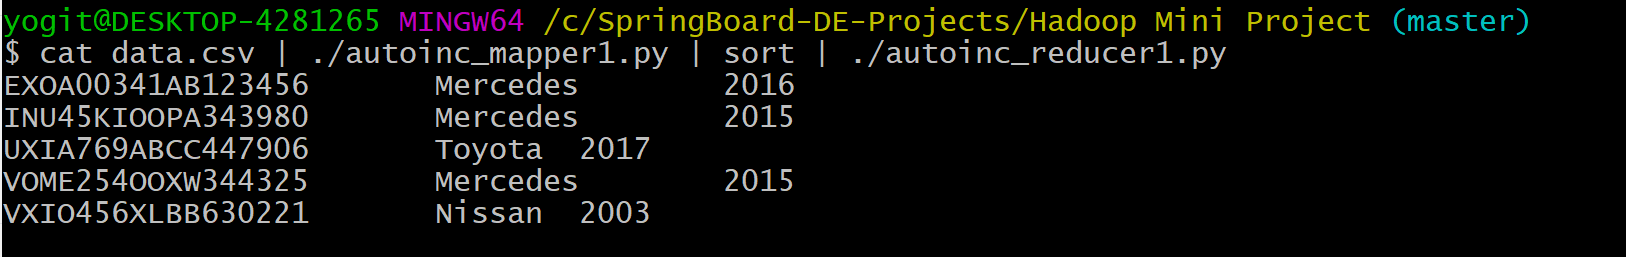 yogit@DESKTOP-4281265 MINGW64 /c/SpringBoard-DE-Projects/Hadoop Mini Project (master)
$ cat data.csv | ./autoinc_mapper1.py | sort | ./autoinc_reducer1.py
EXOA00341AB123456       Mercedes        2016
INU45KIOOPA343980       Mercedes        2015
UXIA769ABCC447906       Toyota  2017
VOME254OOXW344325       Mercedes        2015
VXIO456XLBB630221       Nissan  2003